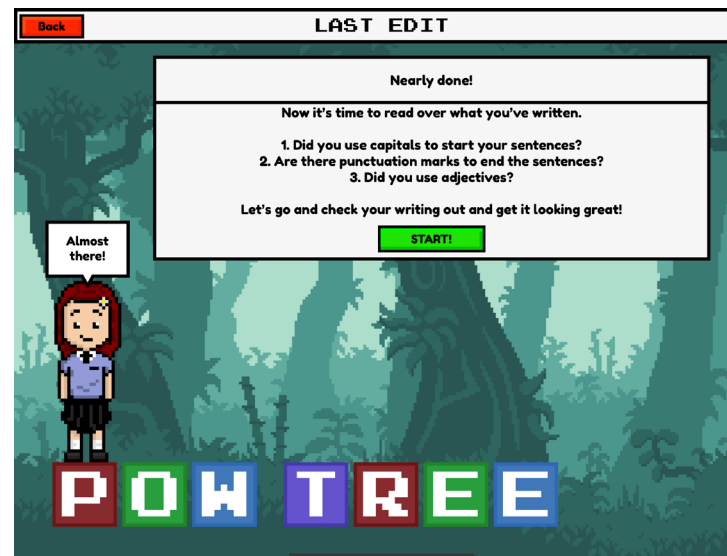 Back
LAST EDIT
Nearly done!
Now it's time to read over what you've written.
1. Did you use capitals to start your sentences?
2. Are there punctuation marks to end the sentences?
3. Did you use adjectives?
Let's go and check your writing out and get it looking great!
START!
Almost
there!
POW TREE